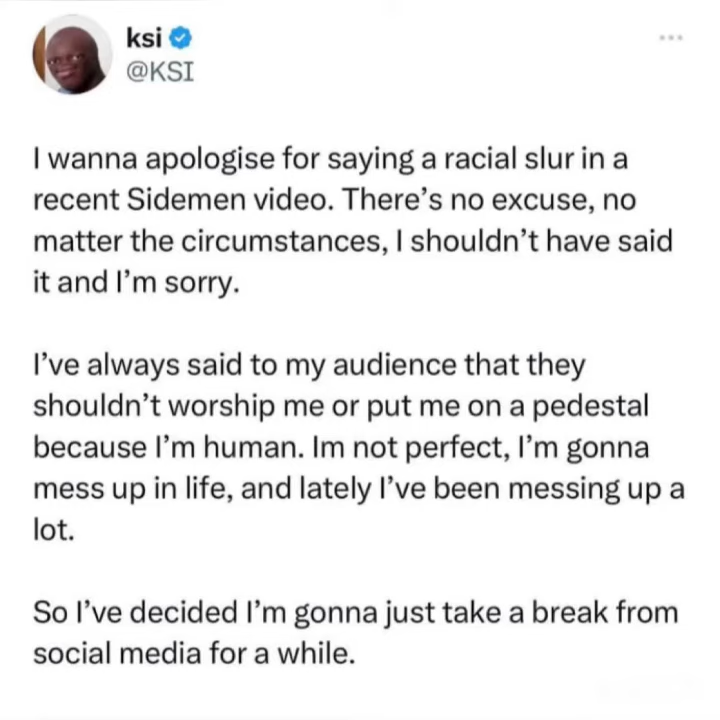 ksi
@KSI
I wanna apologise for saying a racial slur in a
recent Sidemen video. There's no excuse, no
matter the circumstances, I shouldn't have said
it and I'm sorry.
I've always said to my audience that they
shouldn't worship me or put me on a pedestal
because I'm human. Im not perfect, I'm gonna
mess up in life, and lately I've been messing up a
lot.
So I've decided I'm gonna just take a break from
social media for a while.